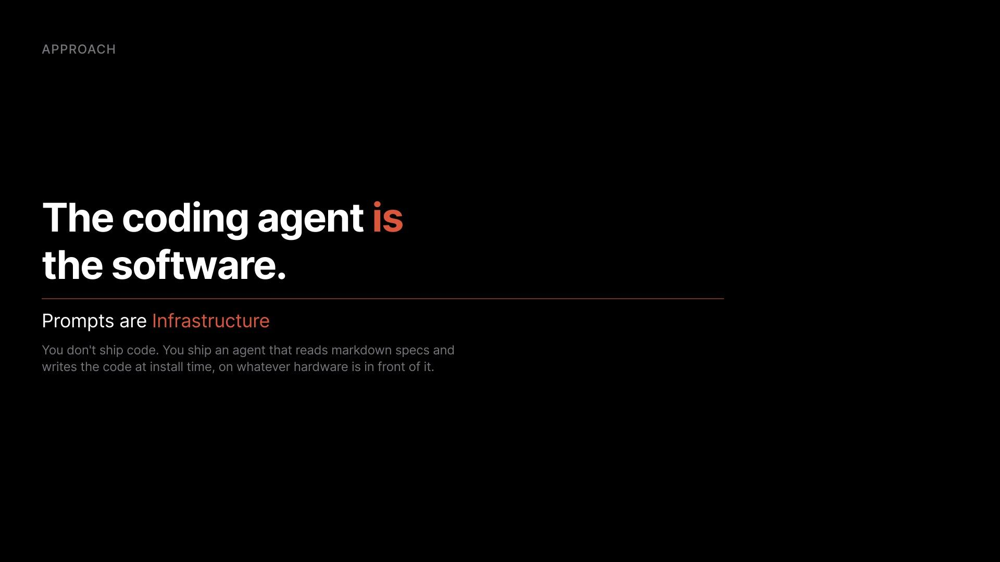 APPROACH
The coding agent is
the software.
Prompts are Infrastructure
You don't ship code. You ship an agent that reads markdown specs and
writes the code at install time, on whatever hardware is in front of it.